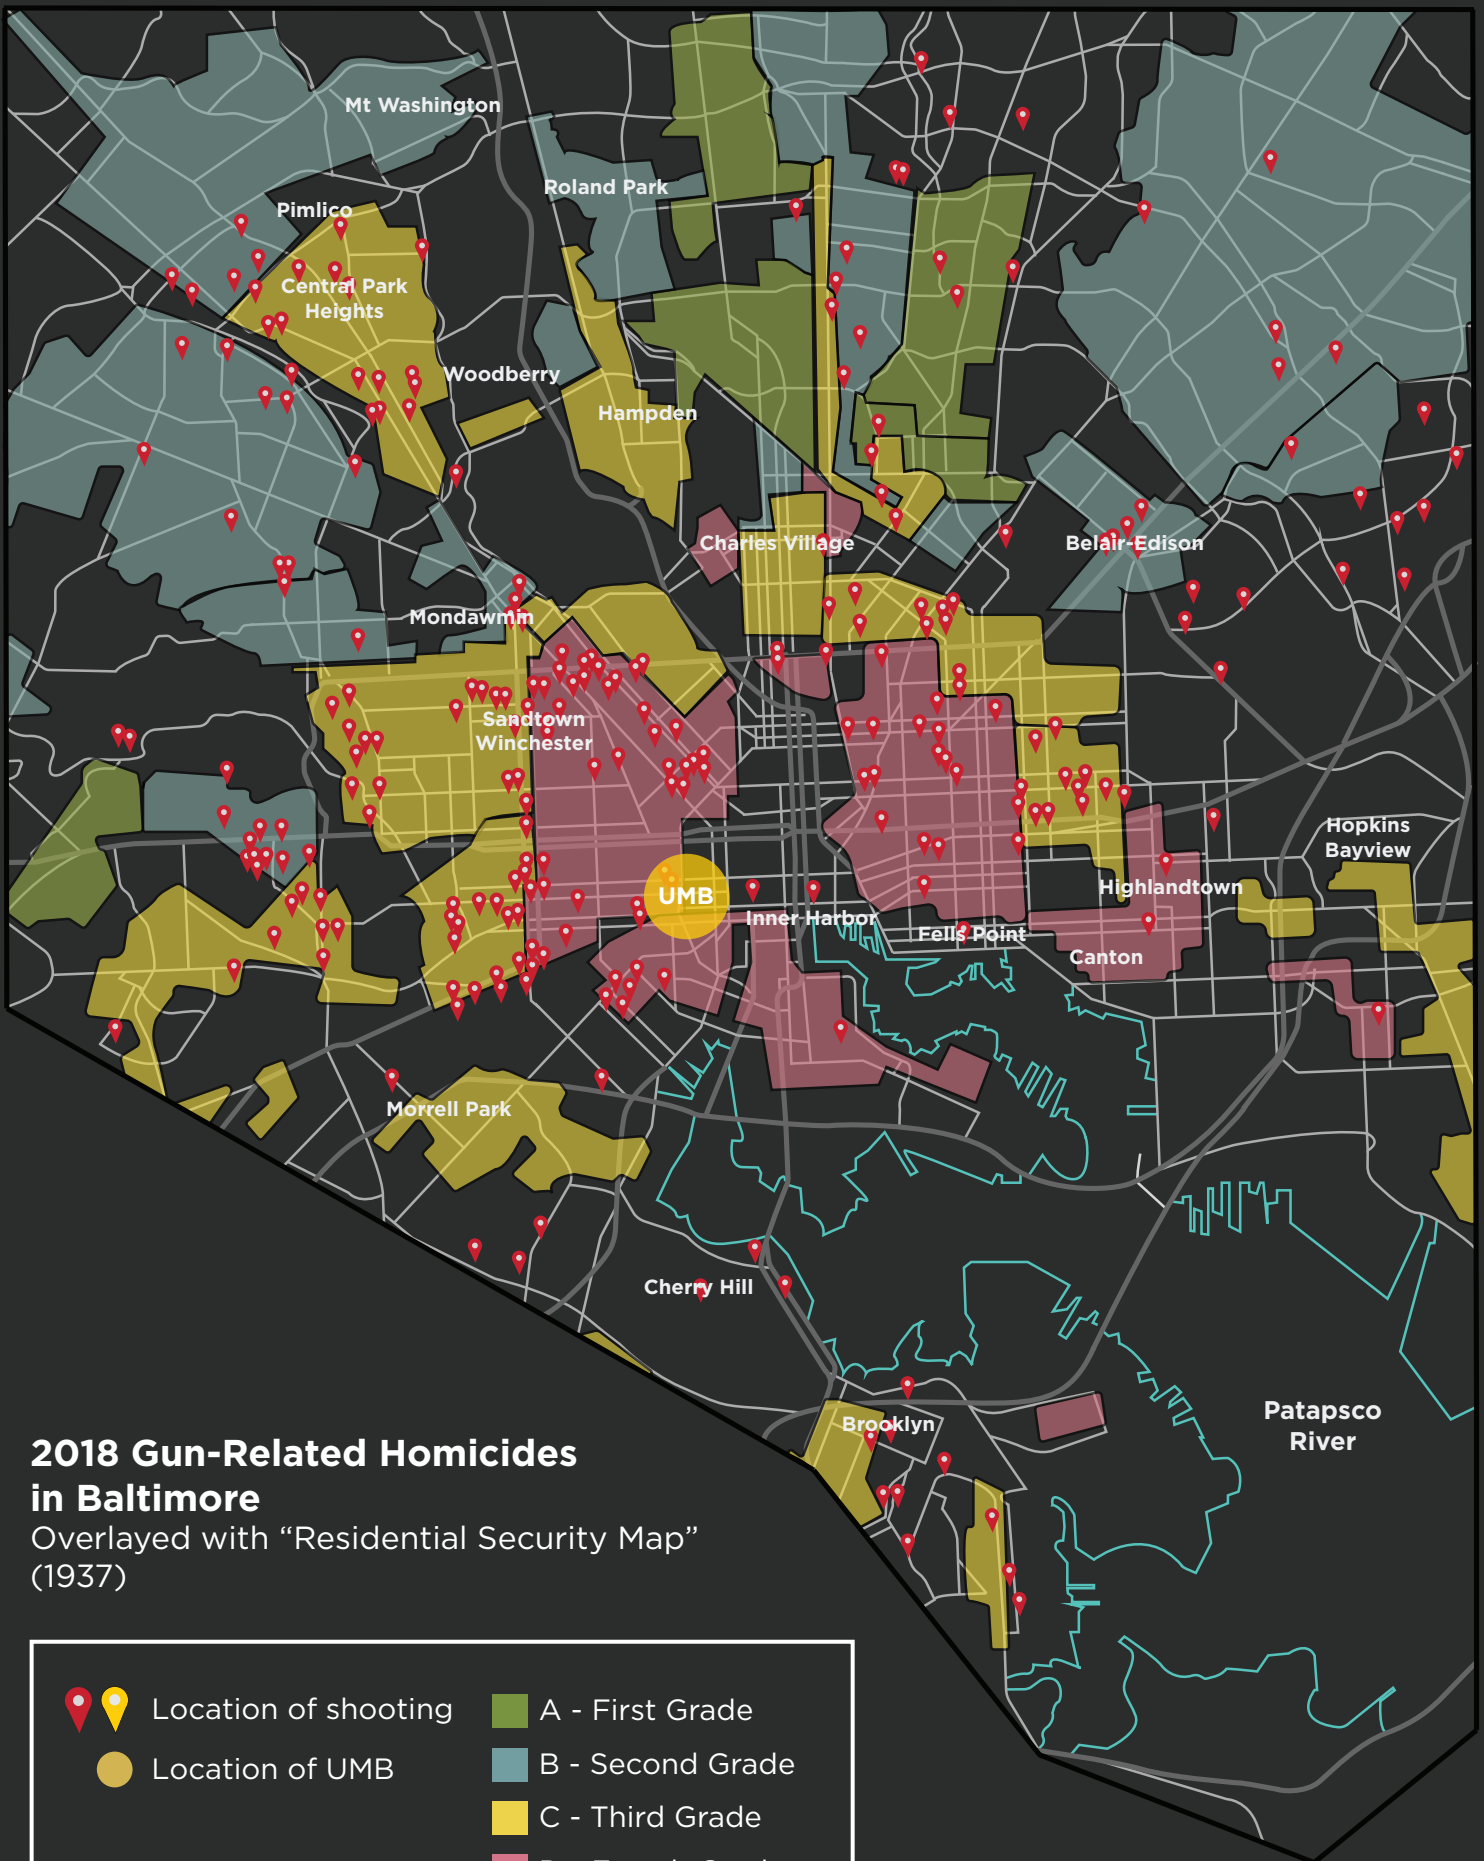 Mt Washington
Roland Park
Pimlico
Central Park
Heights
Woodberry
Hampden
Charles Village
Belair-Edison
Mondawmin
Sandtown
Winchester
Hopkins
Bayview
UMB
Highlandtown
Inner Harbor
Fells Point
Canton
Morrell Park
Cherry Hill
Brooklyn
Patapsco
River
2018 Gun-Related Homicides
in Baltimore
Overlayed with “Residential Security Map”
(1937)
Location of shooting
Location of UMB
A - First Grade
B - Second Grade
C - Third Grade